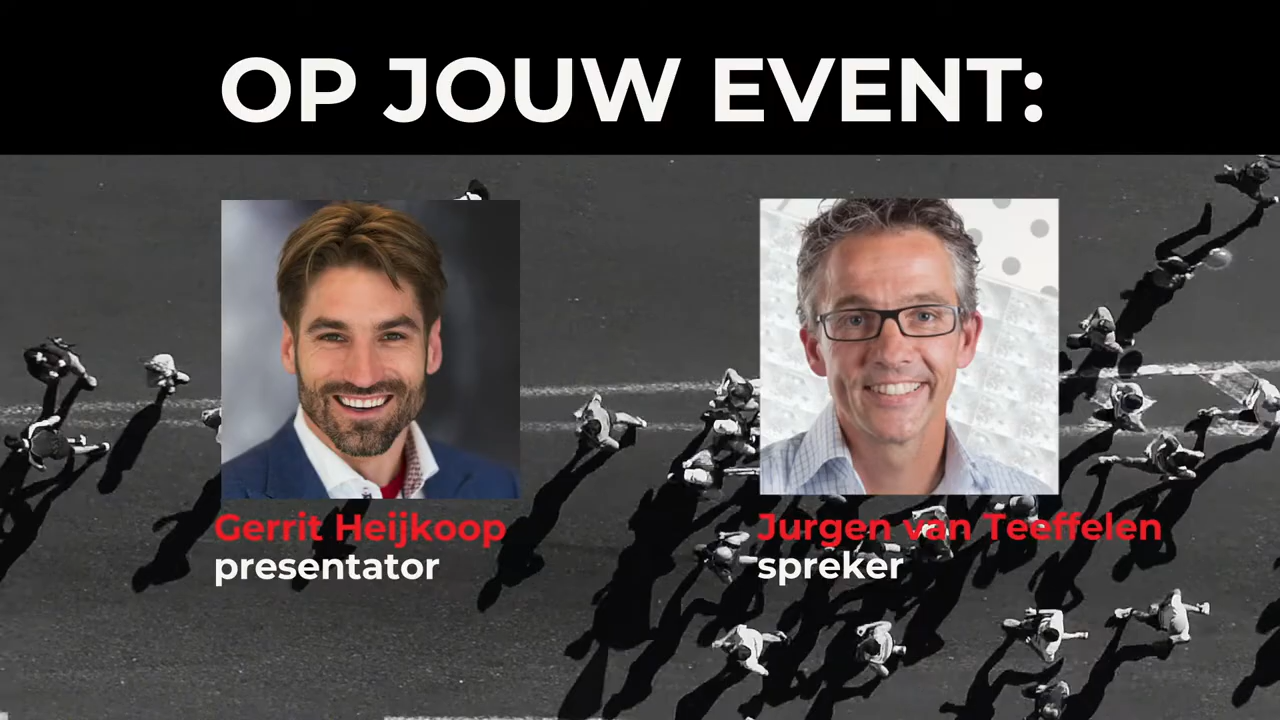 OP JOUW EVENT:
Gerrit Heijkoop
presentator
Jurgen van Teeffelen
spreker